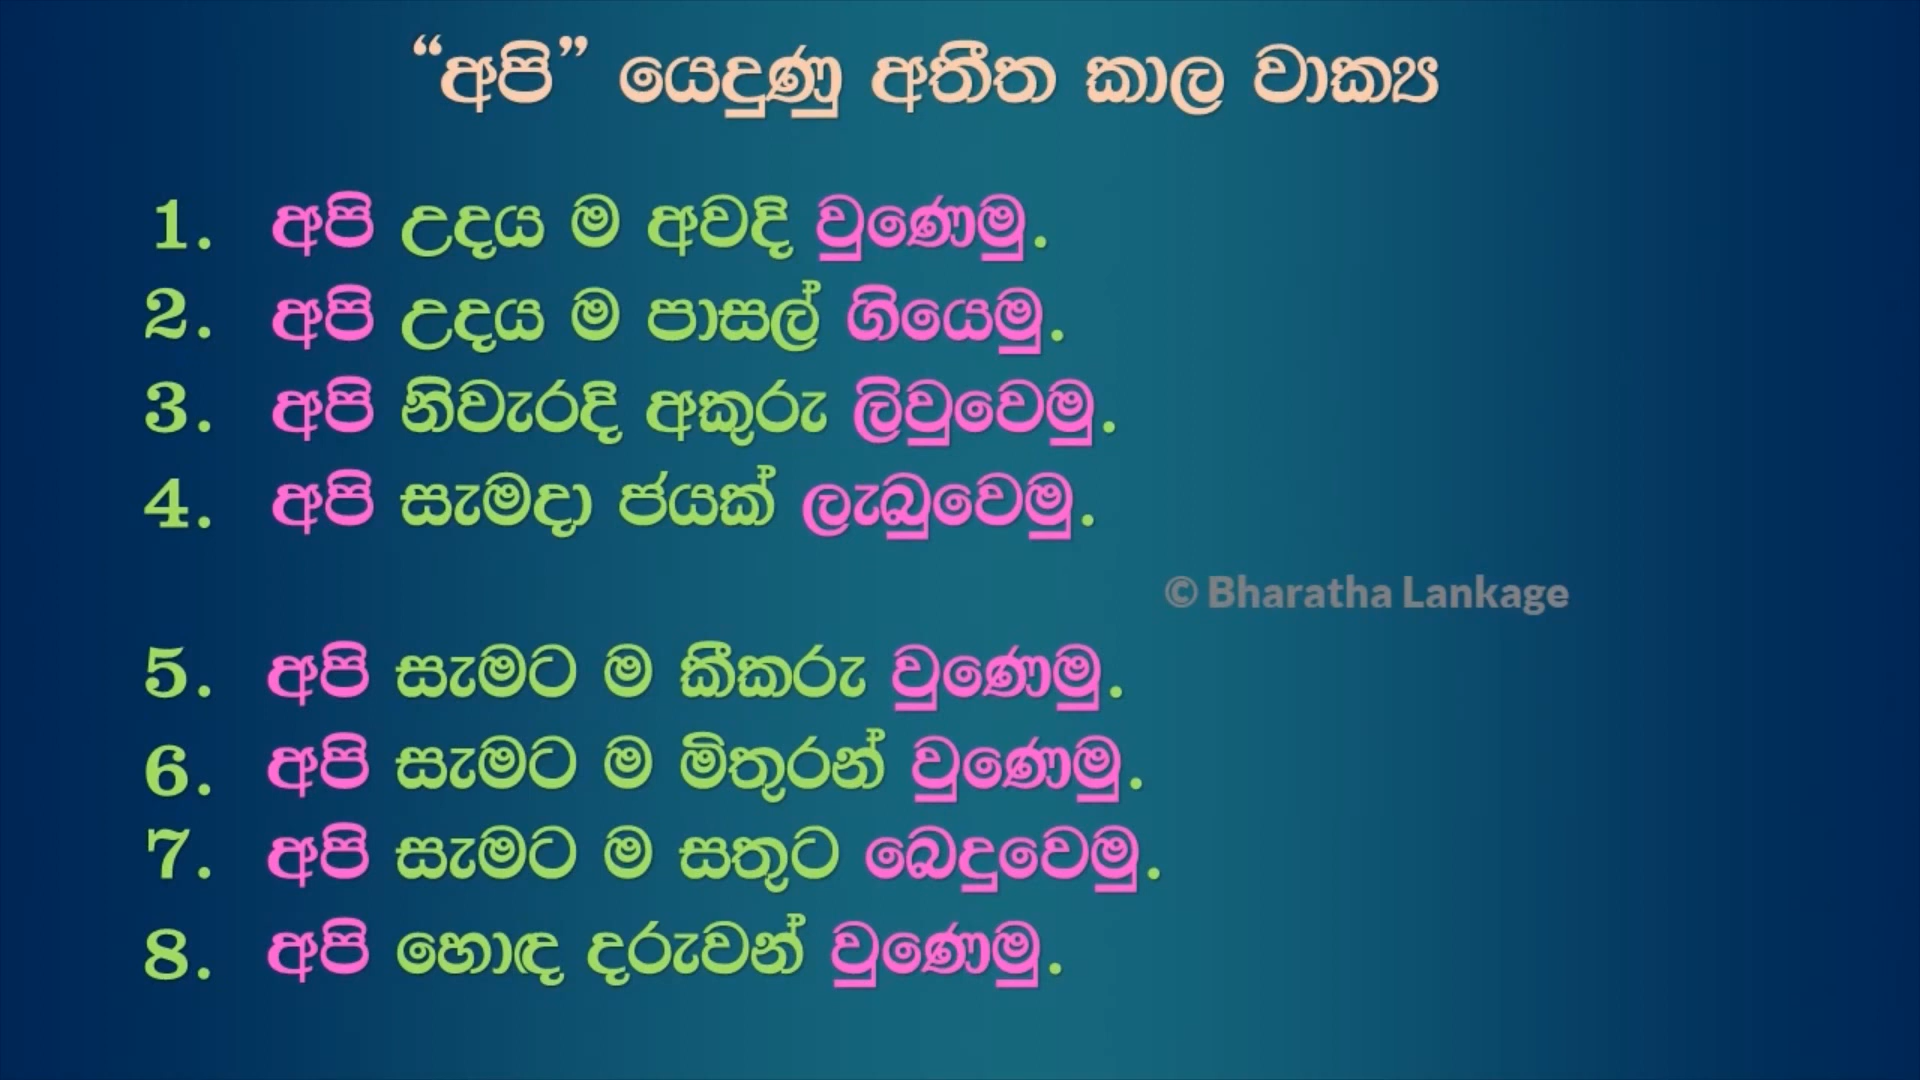 “අපි” යෙදුණු අතීත කාල වාක්‍ය
1. අපි උදය ම අවදි වුණෙමු.
2. අපි උදය ම පාසල් ගියෙමු.
3. අපි නිවැරදි අකුරු ලිවුවෙමු.
4. අපි සැමදා ජයක් ලැබුවෙමු.
© Bharatha Lankage
5. අපි සැමට ම කීකරු වුණෙමු.
6. අපි සැමට ම මිතුරන් වුණෙමු.
7. අපි සැමට ම සතුට බෙදුවෙමු.
8. අපි හොඳ දරුවන් වුණෙමු.